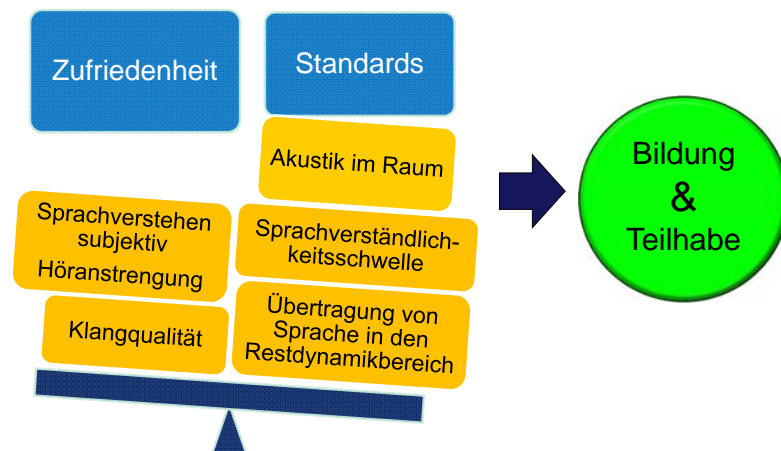 Zufriedenheit
Standards
Akustik im Raum
Sprachverstehen
subjektiv
Höranstrengung
Sprachverständlich-
keitsschwelle
Klangqualität
Übertragung von
Sprache in den
Restdynamikbereich
Bildung
&
Teilhabe